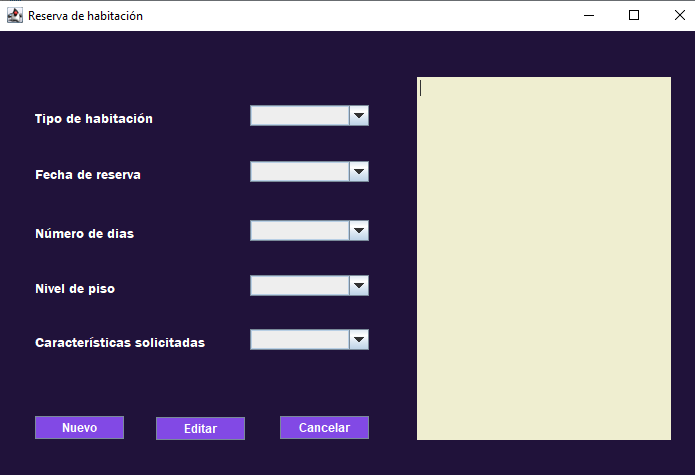 Reserva de habitación
Tipo de habitación
Fecha de reserva
Número de dias
Nivel de piso
Características solicitadas
Nuevo
Editar
Cancelar